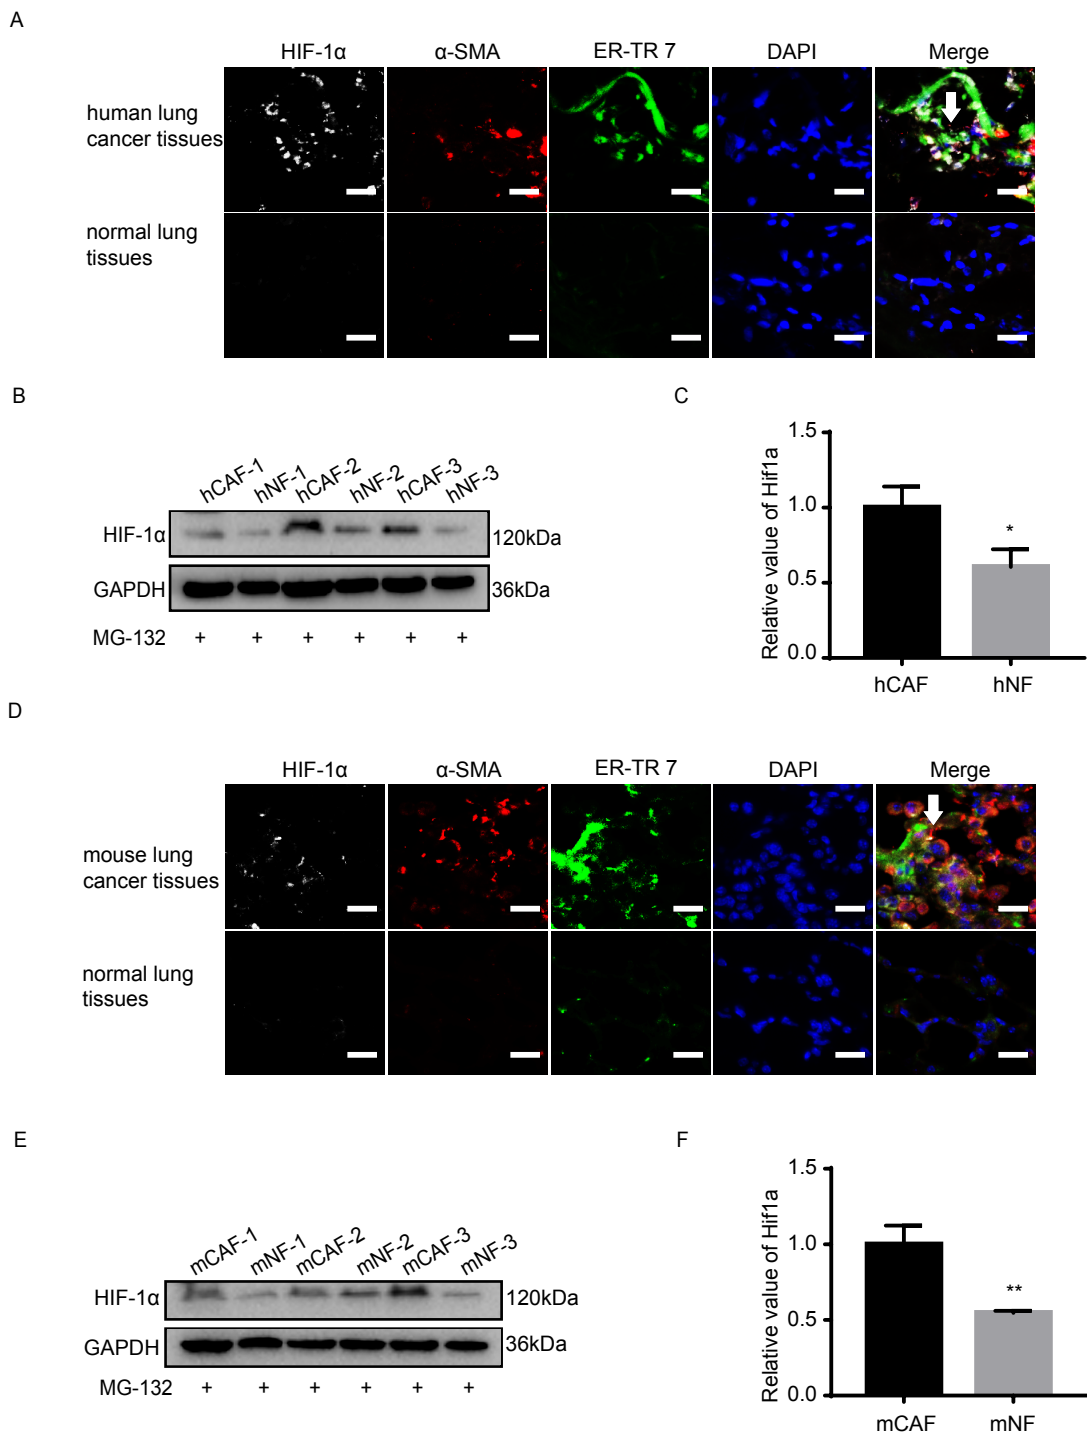 A
HIF-1α α-SMA ER-TR 7 DAPI Merge
human lung
cancer tissues
normal lung
tissues
B
hCAF-1 hNF-1 hCAF-2 hNF-2 hCAF-3 hNF-3
HIF-1α 120kDa
GAPDH 36kDa
MG-132 + + + + + +
C
Relative value of Hif1a
1.5
1.0
0.5
0.0
*
hCAF hNF
D
HIF-1α α-SMA ER-TR 7 DAPI Merge
mouse lung
cancer tissues
normal lung
tissues
E
mCAF-1 mNF-1 mCAF-2 mNF-2 mCAF-3 mNF-3
HIF-1α 120kDa
GAPDH 36kDa
MG-132 + + + + + +
F
Relative value of Hif1a
1.5
1.0
0.5
0.0
**
mCAF mNF